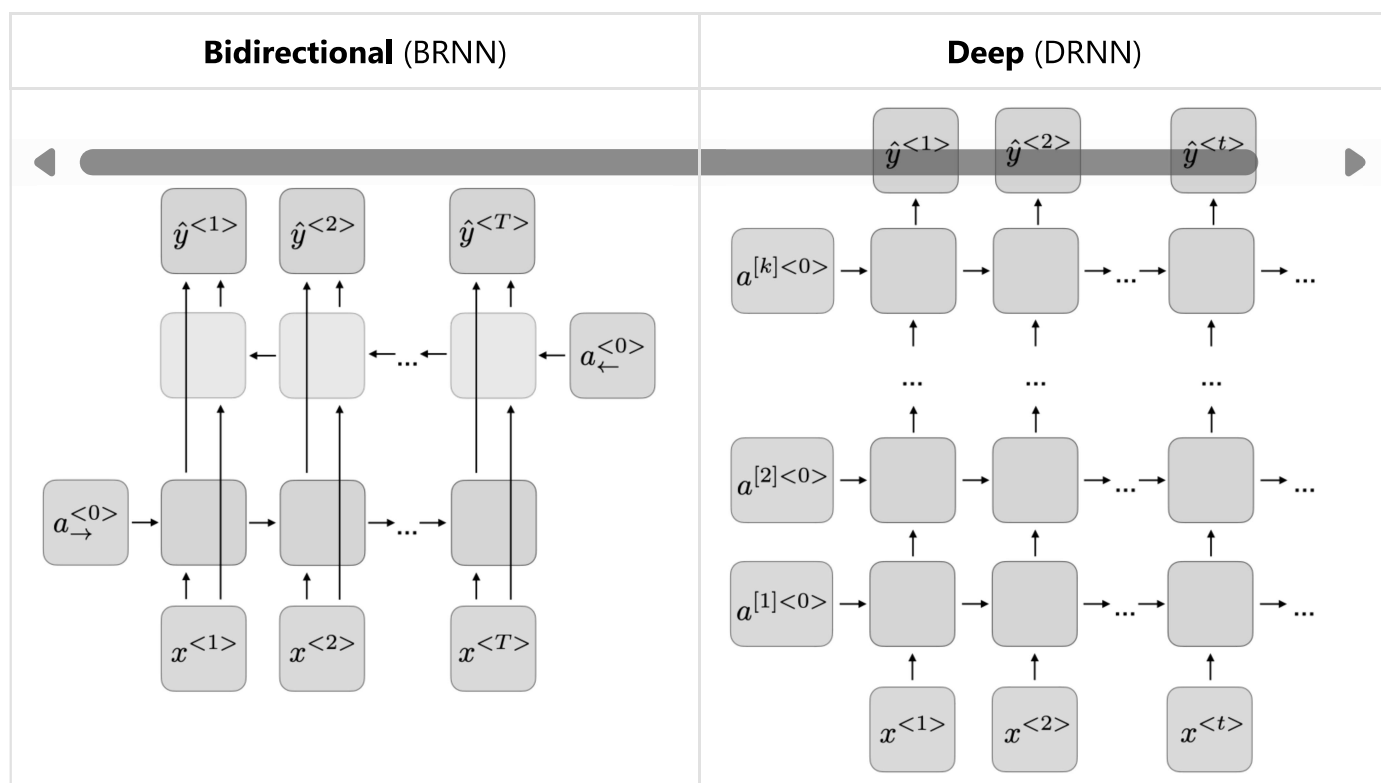 Bidirectional (BRNN)
Deep (DRNN)
ŷ<1> ŷ<2> ŷ<T>
a←<0>
...
a→<0>
...
x<1> x<2> x<T>
ŷ<1> ŷ<2> ŷ<t>
a[k]<0> ... ...
... ... ...
a[2]<0> ... ...
a[1]<0> ... ...
x<1> x<2> x<t>